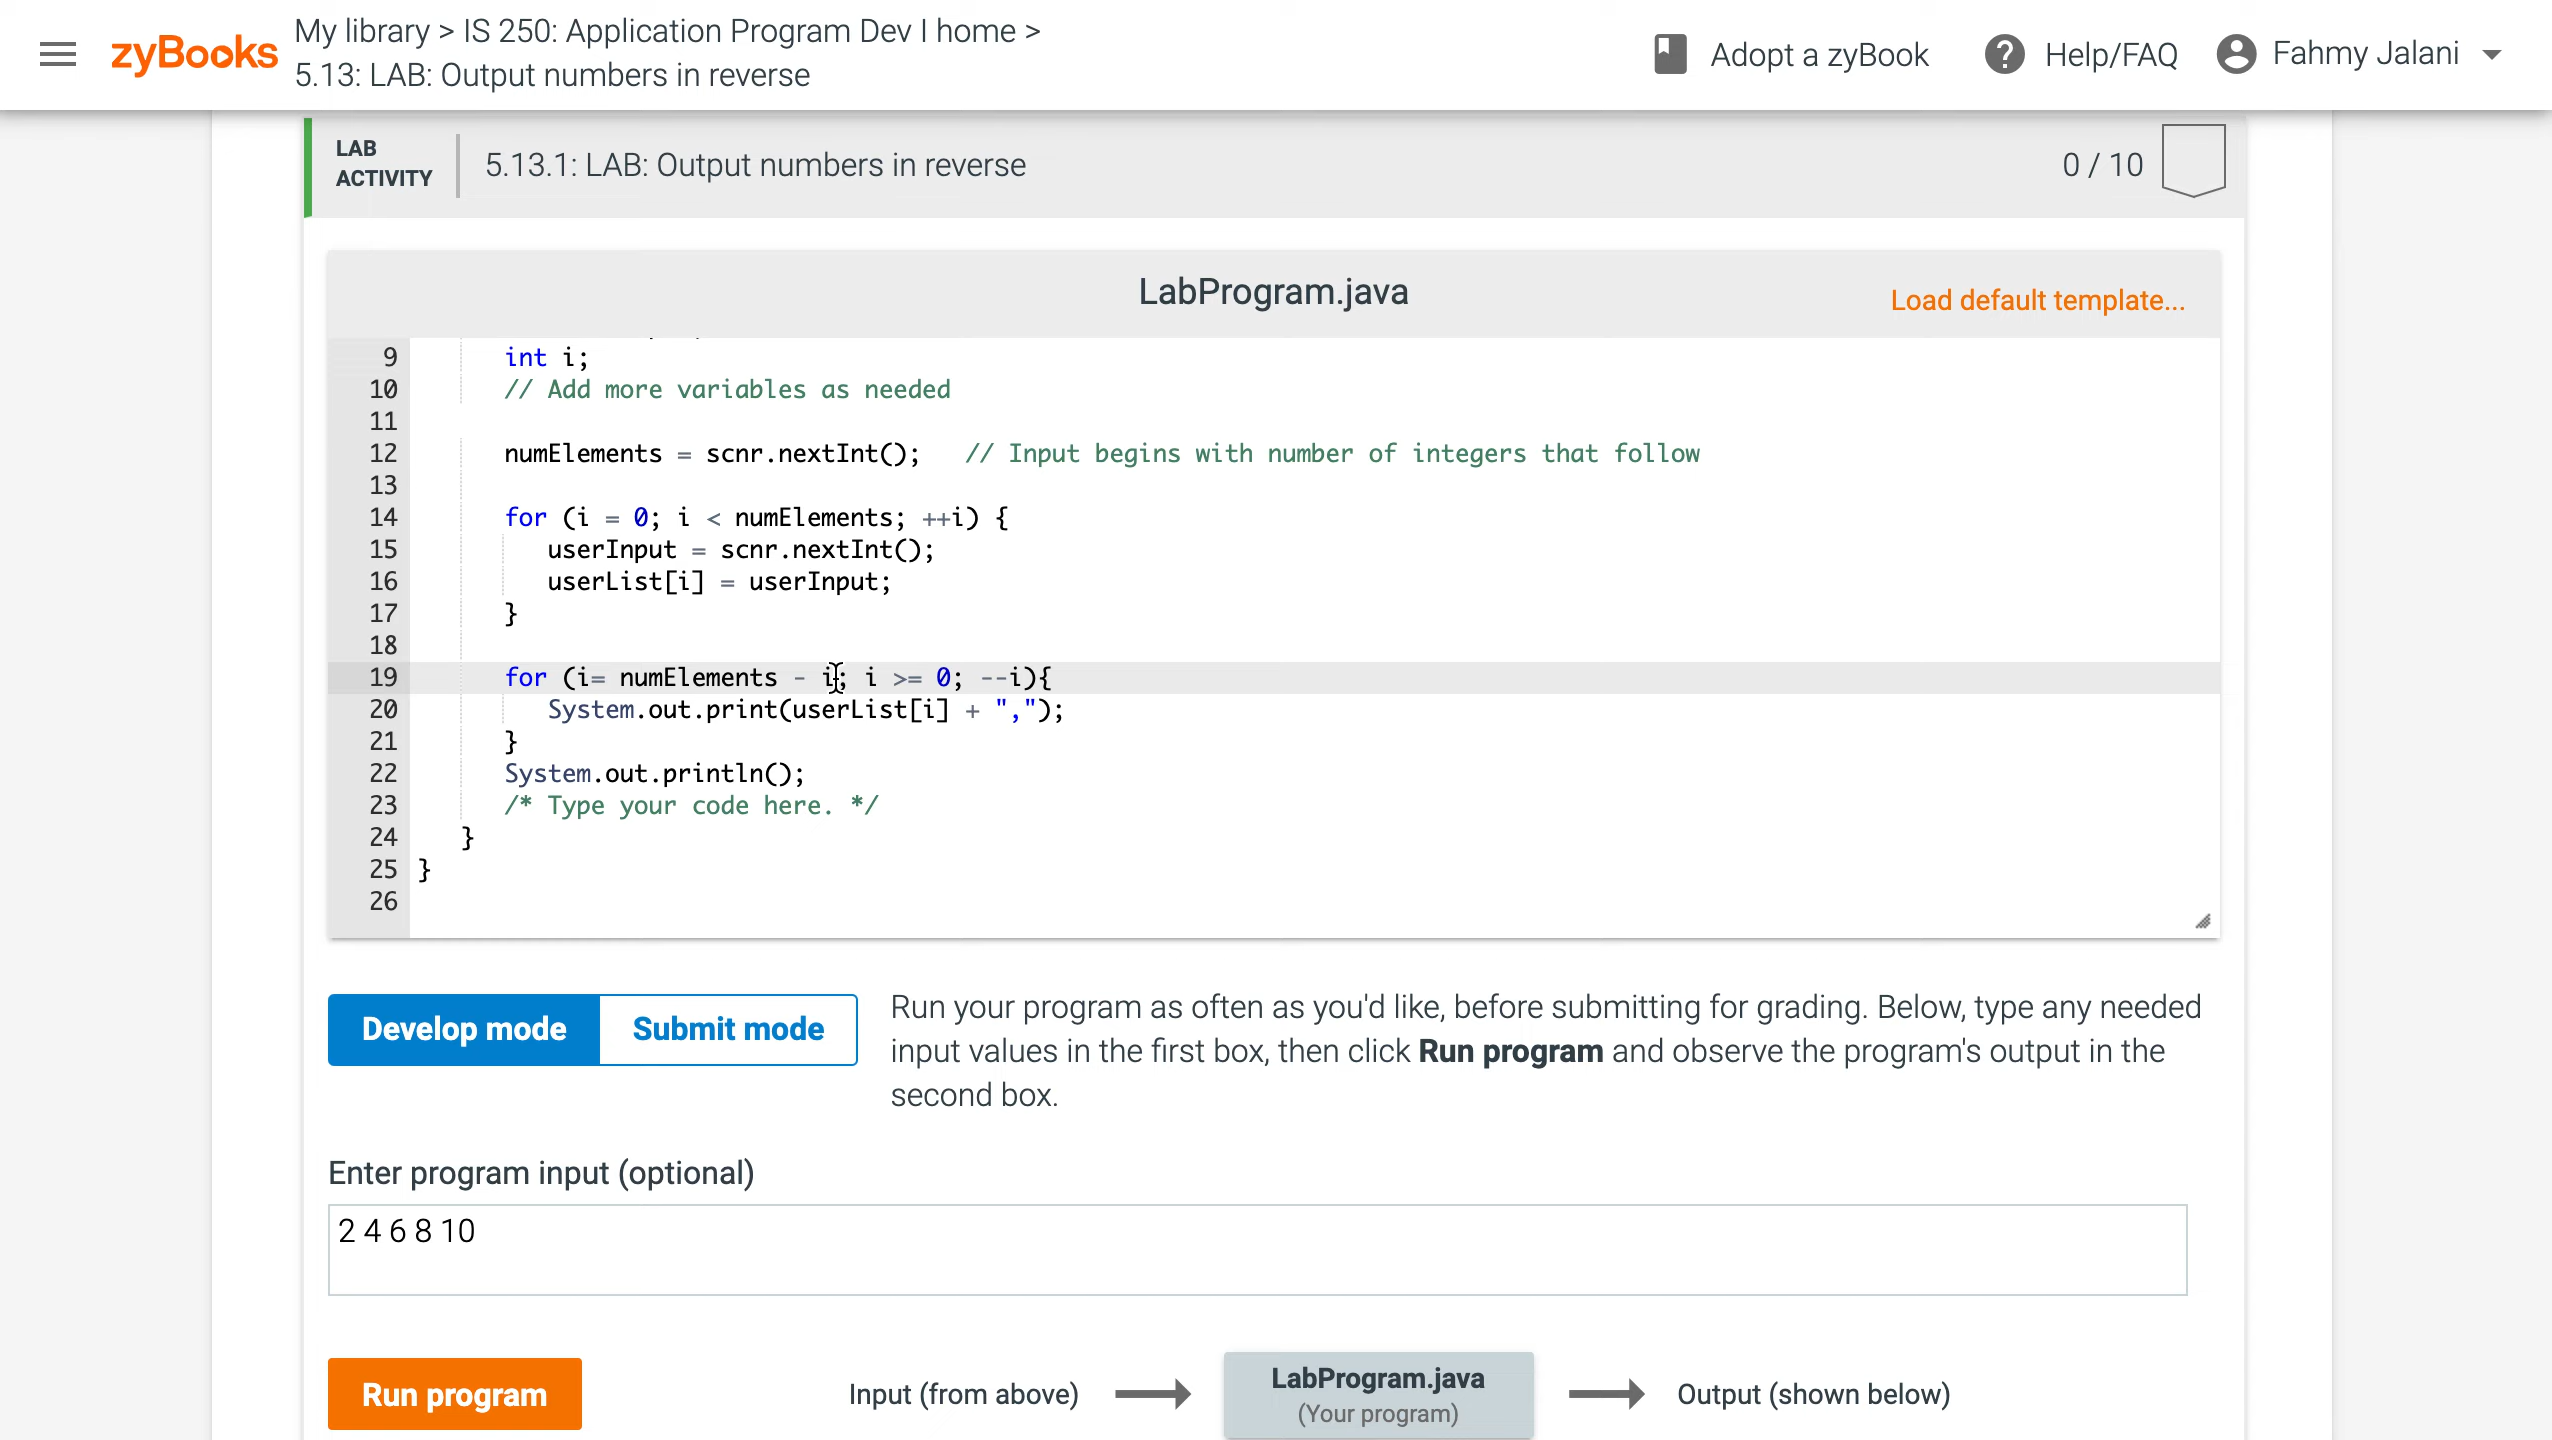 zyBooks
My library > IS 250: Application Program Dev I home >
5.13: LAB: Output numbers in reverse
Adopt a zyBook
Help/FAQ
Fahmy Jalani
LAB
ACTIVITY
5.13.1: LAB: Output numbers in reverse
0 / 10
LabProgram.java
Load default template...
9 int i;
10 // Add more variables as needed
11
12 numElements = scnr.nextInt(); // Input begins with number of integers that follow
13
14 for (i = 0; i < numElements; ++i) {
15 userInput = scnr.nextInt();
16 userList[i] = userInput;
17 }
18
19 for (i= numElements - i; i >= 0; --i){
20 System.out.print(userList[i] + ",");
21 }
22 System.out.println();
23 /* Type your code here. */
24 }
25 }
26
Develop mode
Submit mode
Run your program as often as you'd like, before submitting for grading. Below, type any needed
input values in the first box, then click Run program and observe the program's output in the
second box.
Enter program input (optional)
2 4 6 8 10
Run program
Input (from above)
LabProgram.java
(Your program)
Output (shown below)